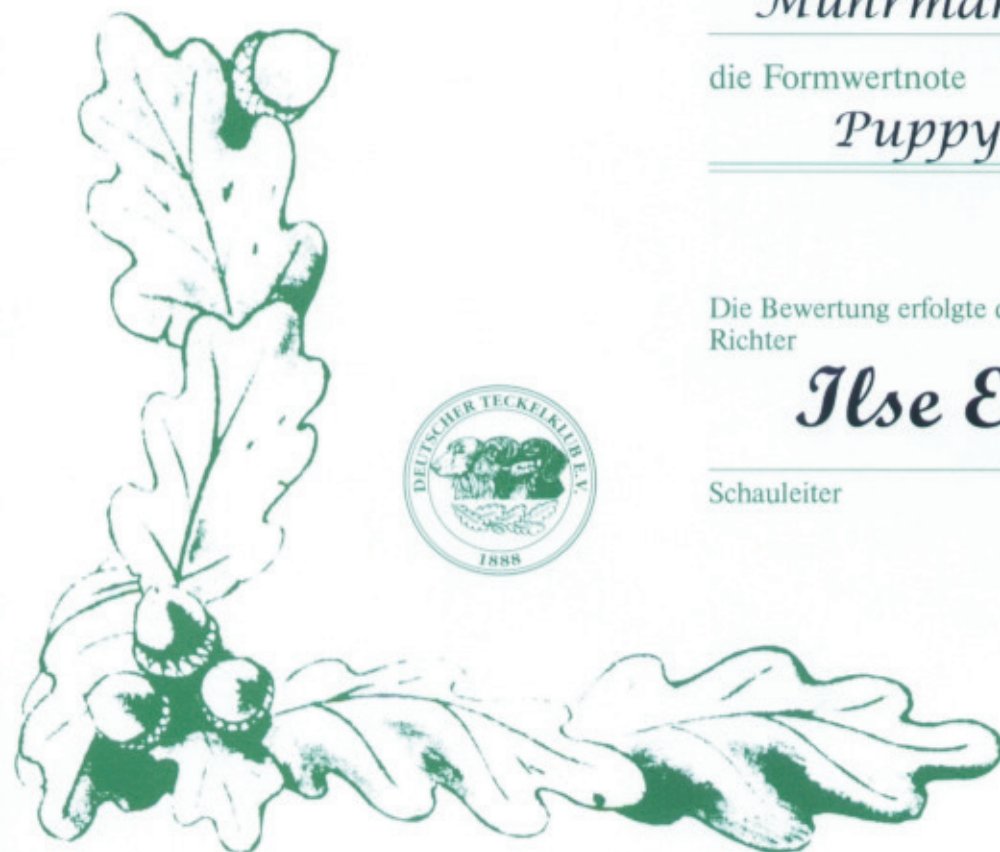 die Formwertnote
Puppy
Die Bewertung erfolgte
Richter
Ilse
Schauleiter
DEUTSCHER TECKELKLUB E.V.
1888